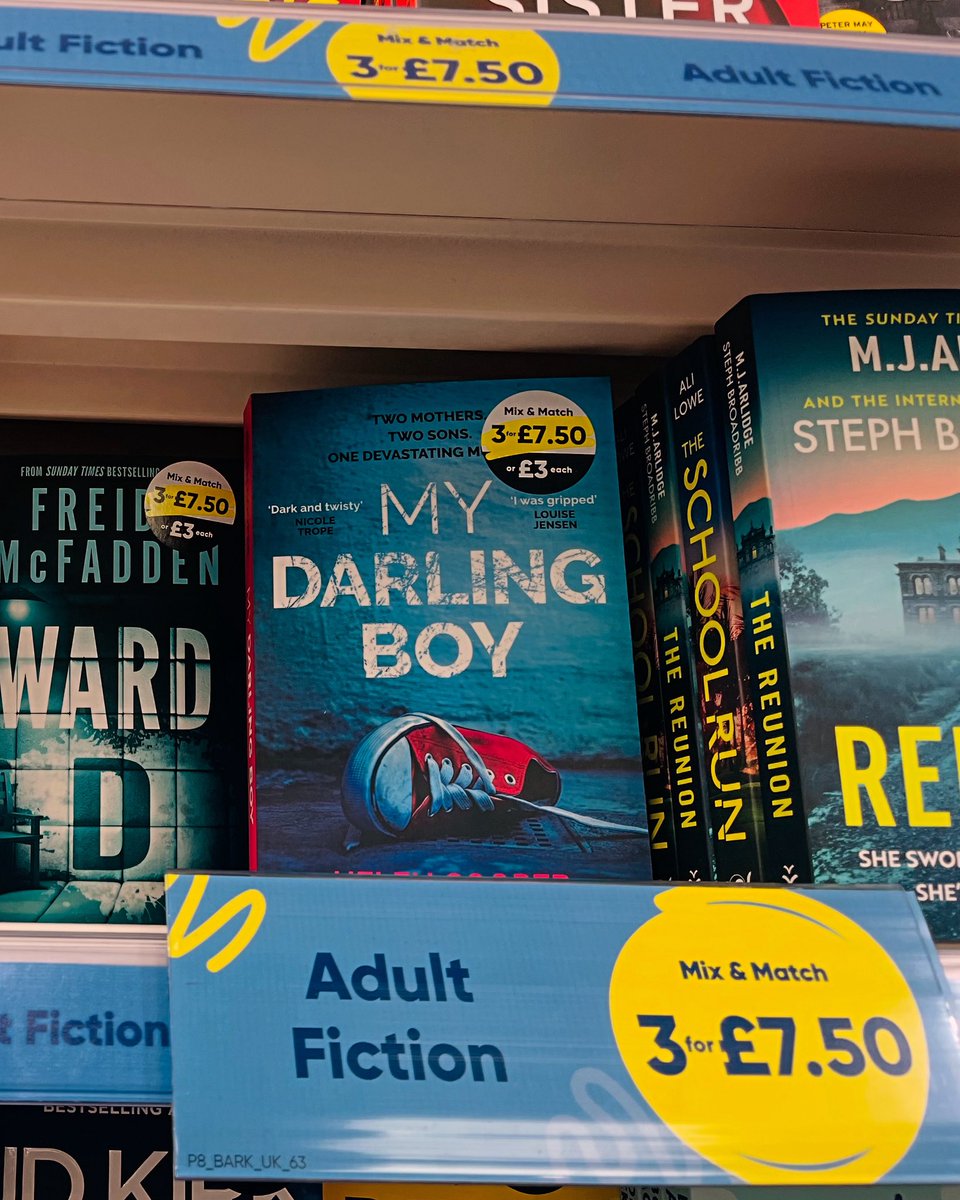 SISTER
PETER MAY
ult Fiction
Mix & Match
3 for £7.50
Adult Fiction
FROM SUNDAY TIMES BESTSELLING
FREID
McFADDEN
WARD
D
Mix & Match
3 for £7.50
or £3 each
TWO MOTHERS.
TWO SONS.
ONE DEVASTATING M
Mix & Match
3 for £7.50
or £3 each
'Dark and twisty'
NICOLE
TROPE
'I was gripped'
LOUISE
JENSEN
MY
DARLING
BOY
M.J.ARLIDGE
STEPH BROADRIBB
THE REUNION
ALI
LOWE
THE SCHOOL RUN
M.J.ARLIDGE
STEPH BROADRIBB
THE REUNION
THE SUNDAY TI
M.J.A
AND THE INTERN
STEPH B
RE
SHE SWO
SHE'
Adult
Fiction
Mix & Match
3 for £7.50
P8_BARK_UK_63
t Fiction
BESTSELLING